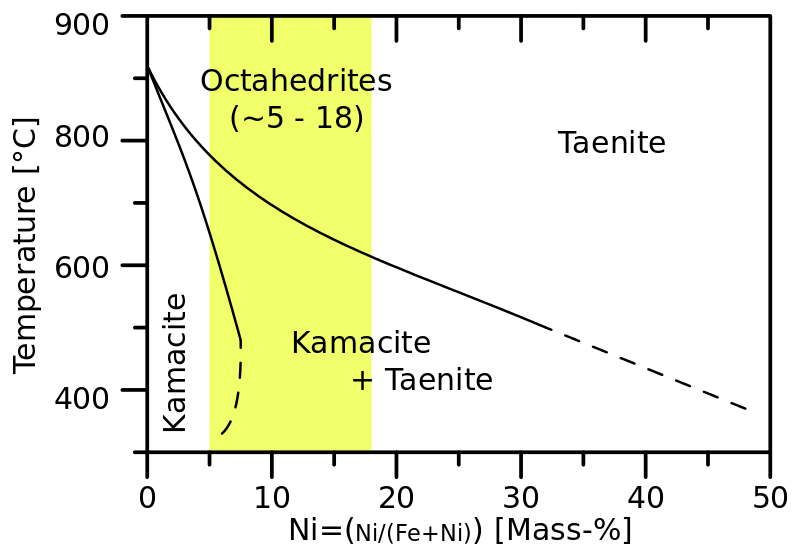 900
800
600
400
Temperature [°C]
Octahedrites
(~5 - 18)
Taenite
Kamacite
Kamacite
+ Taenite
0 10 20 30 40 50
Ni=(Ni/(Fe+Ni)) [Mass-%]